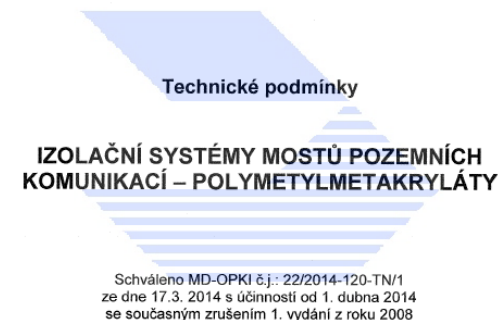 Technické podmínky
IZOLAČNÍ SYSTÉMY MOSTŮ POZEMNÍCH
KOMUNIKACÍ – POLYMETYLMETAKRYLÁTY
Schváleno MD-OPKI č.j.: 22/2014-120-TN/1
ze dne 17.3. 2014 s účinností od 1. dubna 2014
se současným zrušením 1. vydání z roku 2008